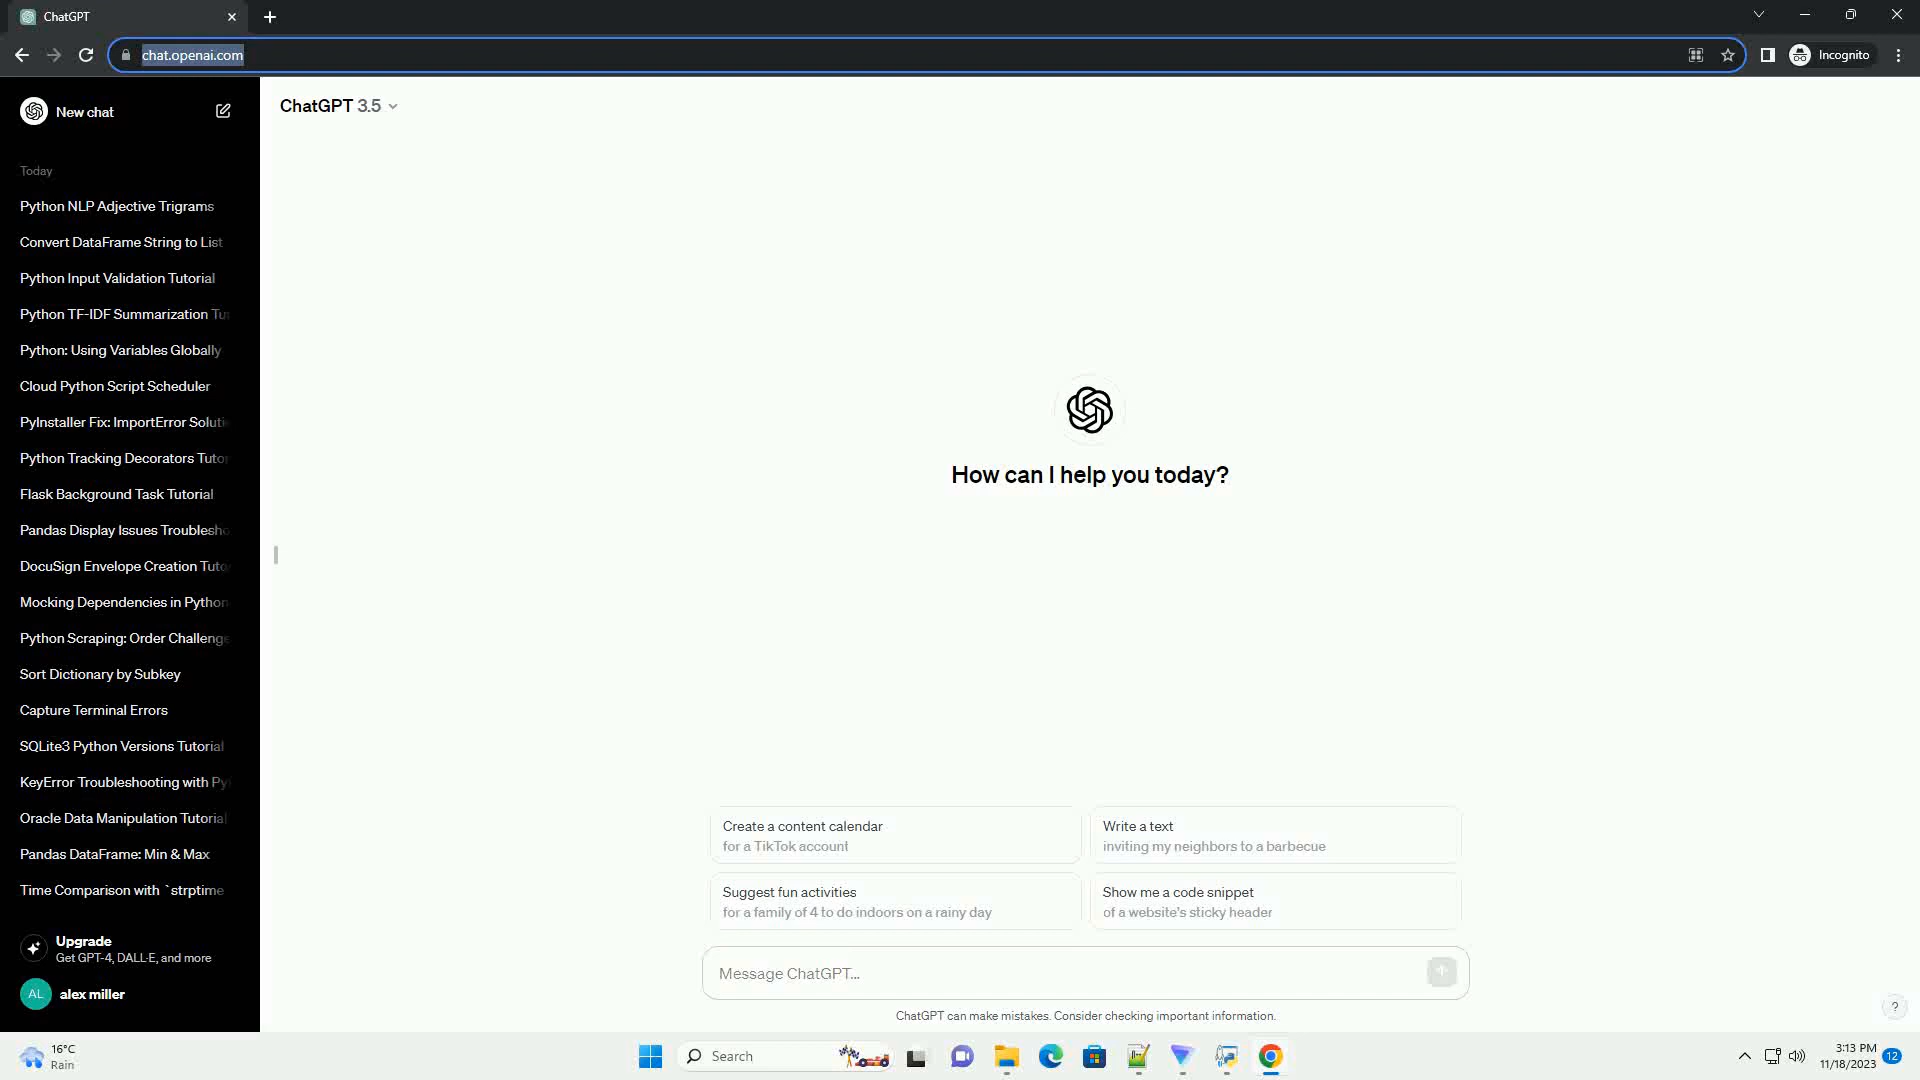 ChatGPT
chat.openai.com
Incognito
New chat
ChatGPT 3.5
Today
Python NLP Adjective Trigrams
Convert DataFrame String to List
Python Input Validation Tutorial
Python TF-IDF Summarization Tu
Python: Using Variables Globally
Cloud Python Script Scheduler
PyInstaller Fix: ImportError Soluti
Python Tracking Decorators Tutor
Flask Background Task Tutorial
Pandas Display Issues Troublesho
DocuSign Envelope Creation Tuto
Mocking Dependencies in Python
Python Scraping: Order Challenge
Sort Dictionary by Subkey
Capture Terminal Errors
SQLite3 Python Versions Tutorial
KeyError Troubleshooting with Py
Oracle Data Manipulation Tutorial
Pandas DataFrame: Min & Max
Time Comparison with `strptime
Upgrade
Get GPT-4, DALL·E, and more
AL
alex miller
How can I help you today?
Create a content calendar
for a TikTok account
Write a text
inviting my neighbors to a barbecue
Suggest fun activities
for a family of 4 to do indoors on a rainy day
Show me a code snippet
of a website's sticky header
Message ChatGPT...
ChatGPT can make mistakes. Consider checking important information.
?
16°C
Rain
Search
3:13 PM
11/18/2023
12